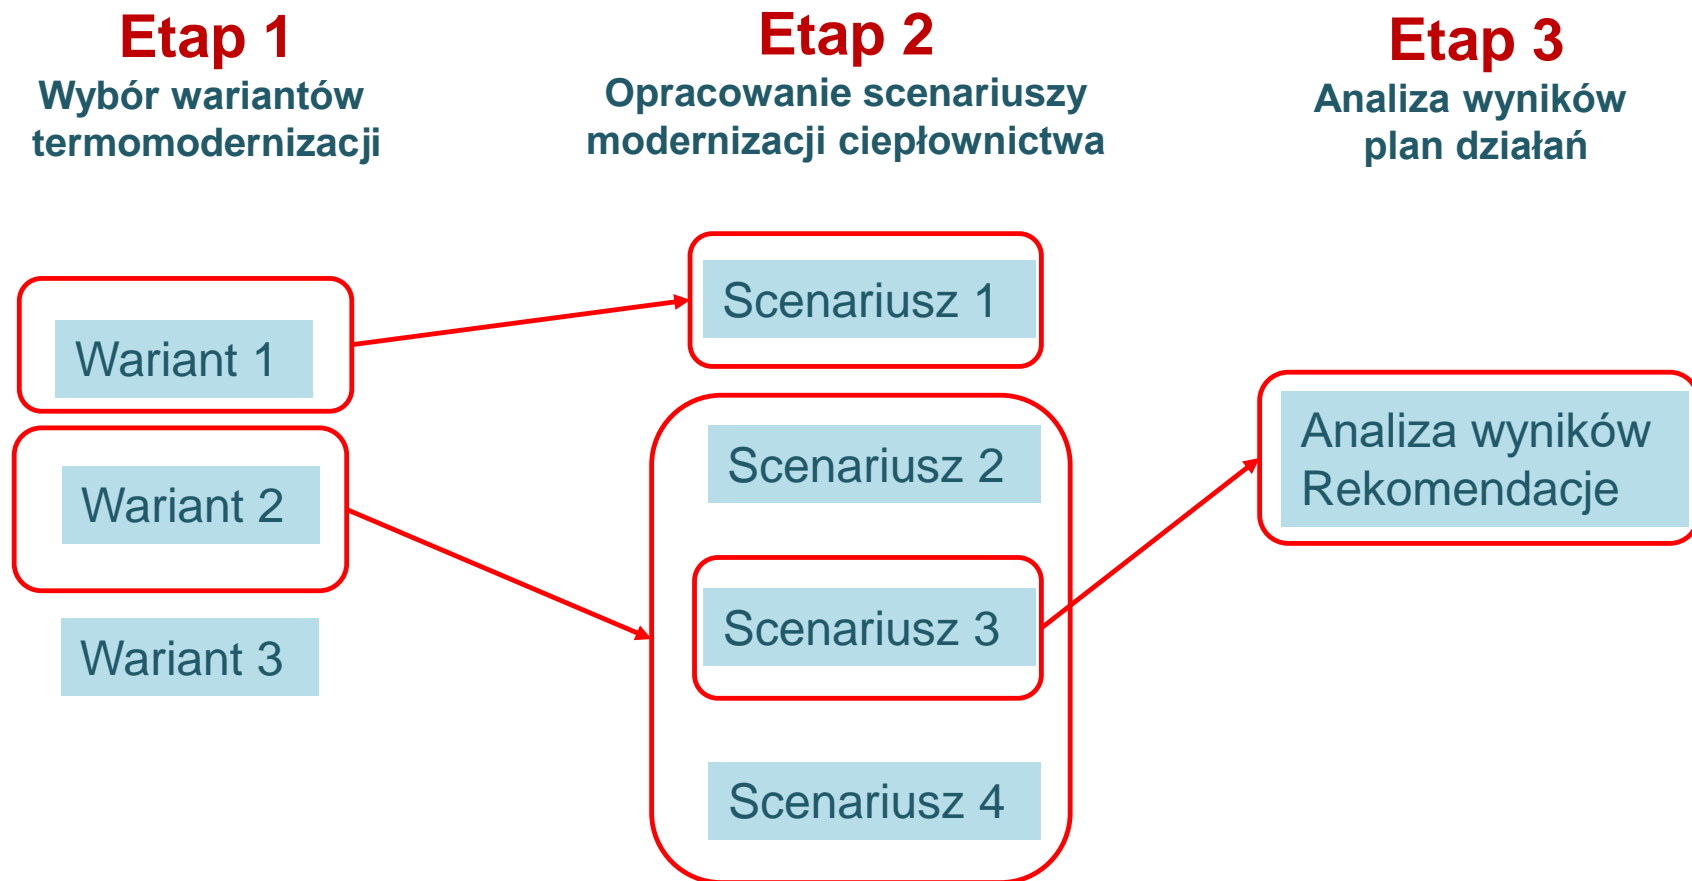 Etap 1
Wybór wariantów
termomodernizacji
Etap 2
Opracowanie scenariuszy
modernizacji ciepłownictwa
Etap 3
Analiza wyników
plan działań
Wariant 1
Wariant 2
Wariant 3
Scenariusz 1
Scenariusz 2
Scenariusz 3
Scenariusz 4
Analiza wyników
Rekomendacje